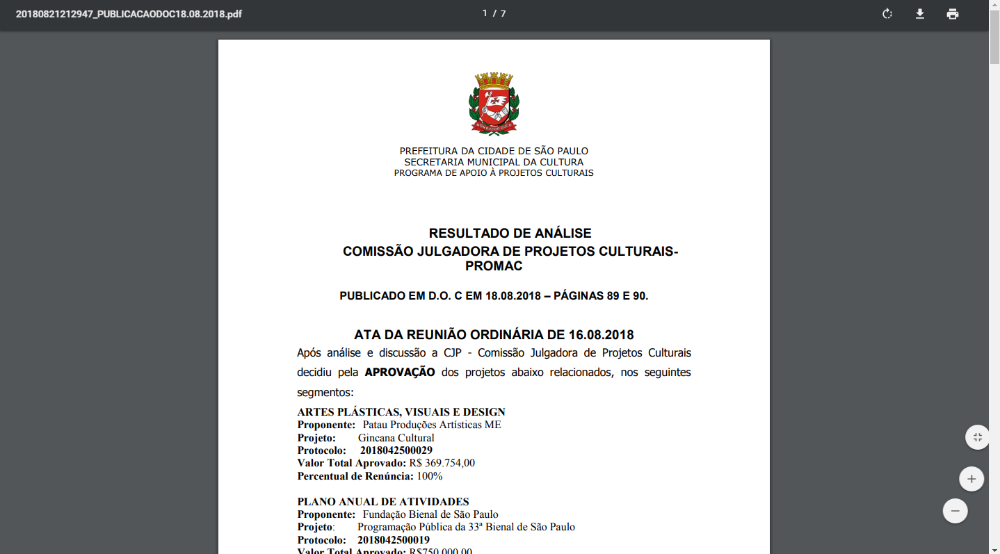 20180821212947_PUBLICACAODOC18.08.2018.pdf
1 / 7
NON DVCOR DVCO
PREFEITURA DA CIDADE DE SÃO PAULO
SECRETARIA MUNICIPAL DA CULTURA
PROGRAMA DE APOIO À PROJETOS CULTURAIS
RESULTADO DE ANÁLISE
COMISSÃO JULGADORA DE PROJETOS CULTURAIS-
PROMAC
PUBLICADO EM D.O. C EM 18.08.2018 – PÁGINAS 89 E 90.
ATA DA REUNIÃO ORDINÁRIA DE 16.08.2018
Após análise e discussão a CJP - Comissão Julgadora de Projetos Culturais
decidiu pela APROVAÇÃO dos projetos abaixo relacionados, nos seguintes
segmentos:
ARTES PLÁSTICAS, VISUAIS E DESIGN
Proponente: Patau Produções Artísticas ME
Projeto: Gincana Cultural
Protocolo: 2018042500029
Valor Total Aprovado: R$ 369.754,00
Percentual de Renúncia: 100%
PLANO ANUAL DE ATIVIDADES
Proponente: Fundação Bienal de São Paulo
Projeto: Programação Pública da 33ª Bienal de São Paulo
Protocolo: 2018042500019
Valor Total Aprovado: R$750.000,00